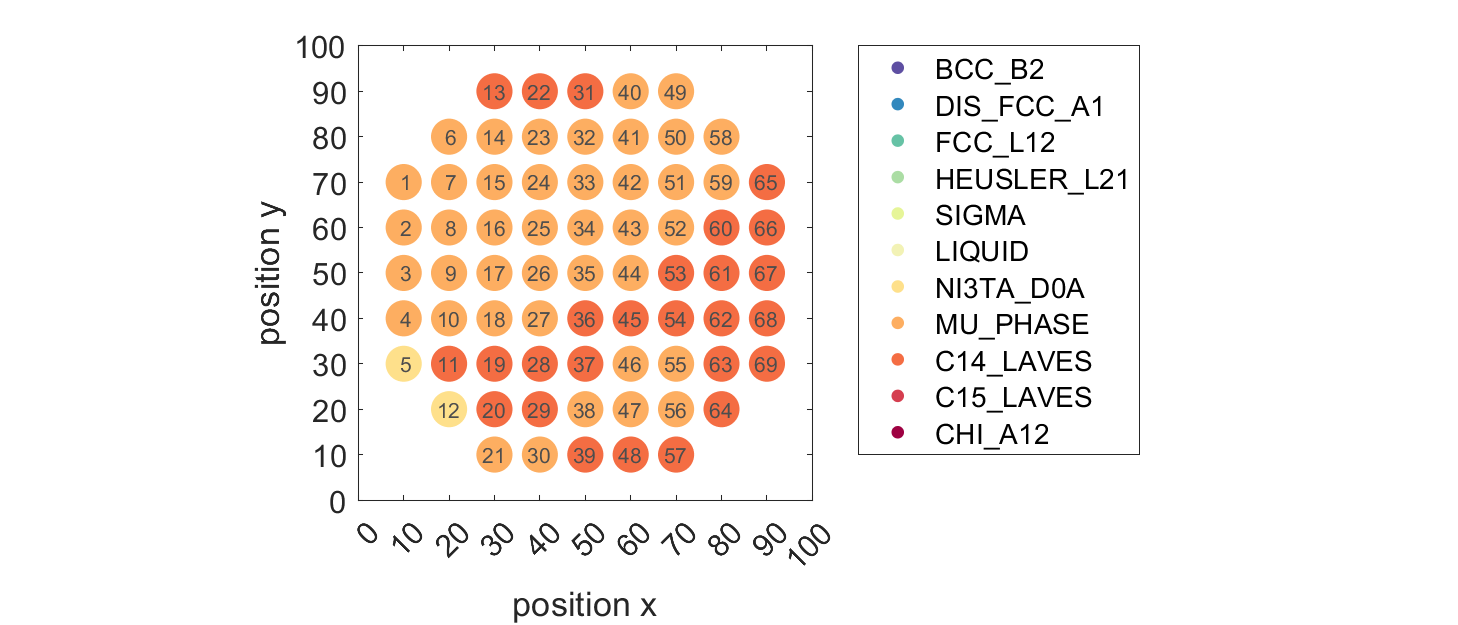 100
90
80
70
60
50
40
30
20
10
0
position y
13 22 31 40 49
6 14 23 32 41 50 58
1 7 15 24 33 42 51 59 65
2 8 16 25 34 43 52 60 66
3 9 17 26 35 44 53 61 67
4 10 18 27 36 45 54 62 68
5 11 19 28 37 46 55 63 69
12 20 29 38 47 56 64
21 30 39 48 57
0 10 20 30 40 50 60 70 80 90 100
position x
BCC_B2
DIS_FCC_A1
FCC_L12
HEUSLER_L21
SIGMA
LIQUID
NI3TA_D0A
MU_PHASE
C14_LAVES
C15_LAVES
CHI_A12